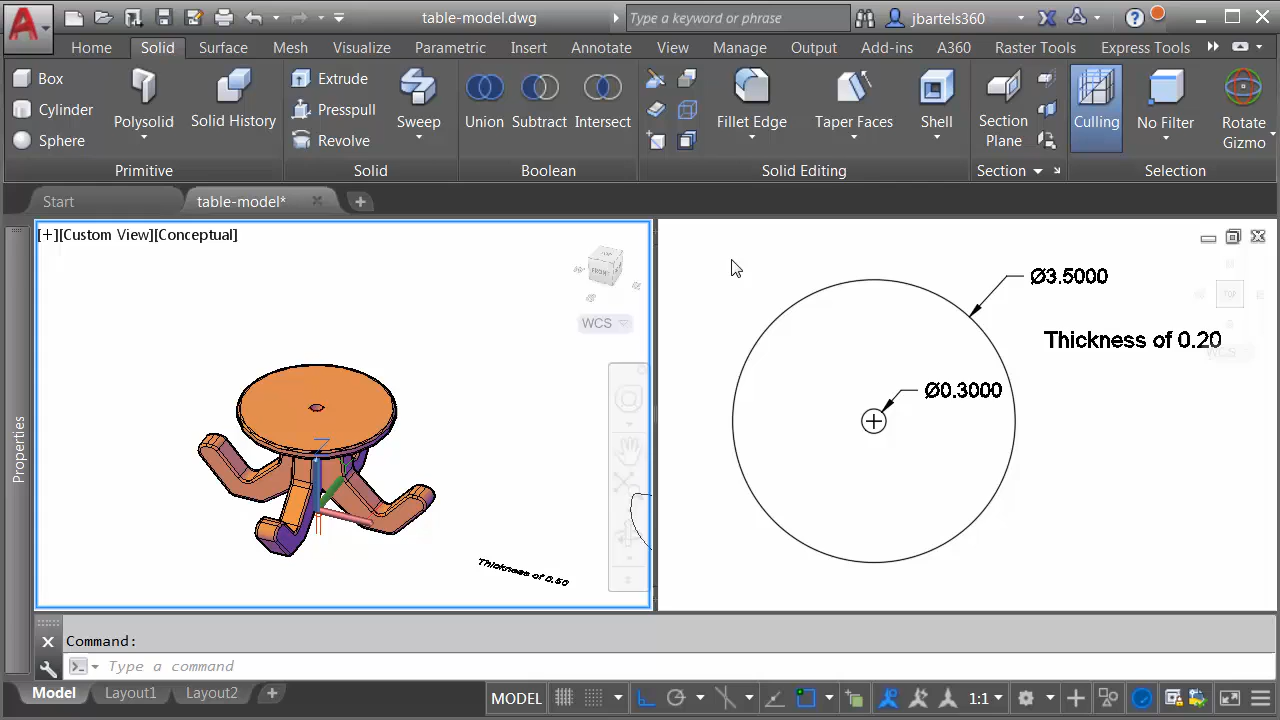 table-model.dwg
Type a keyword or phrase
jbartels360
Home Solid Surface Mesh Visualize Parametric Insert Annotate View Manage Output Add-ins A360 Raster Tools Express Tools
Box
Cylinder
Sphere
Polysolid
Solid History
Primitive
Extrude
Presspull
Revolve
Sweep
Solid
Union
Subtract
Intersect
Boolean
Fillet Edge
Taper Faces
Shell
Solid Editing
Section
Plane
Section
Culling
No Filter
Rotate
Gizmo
Selection
Start
table-model*
Properties
[+][Custom View][Conceptual]
TOP
FRONT
WCS
Thickness of 0.50
Ø3.5000
Thickness of 0.20
Ø0.3000
TOP
WCS
Command:
Type a command
Model Layout1 Layout2
MODEL
1:1